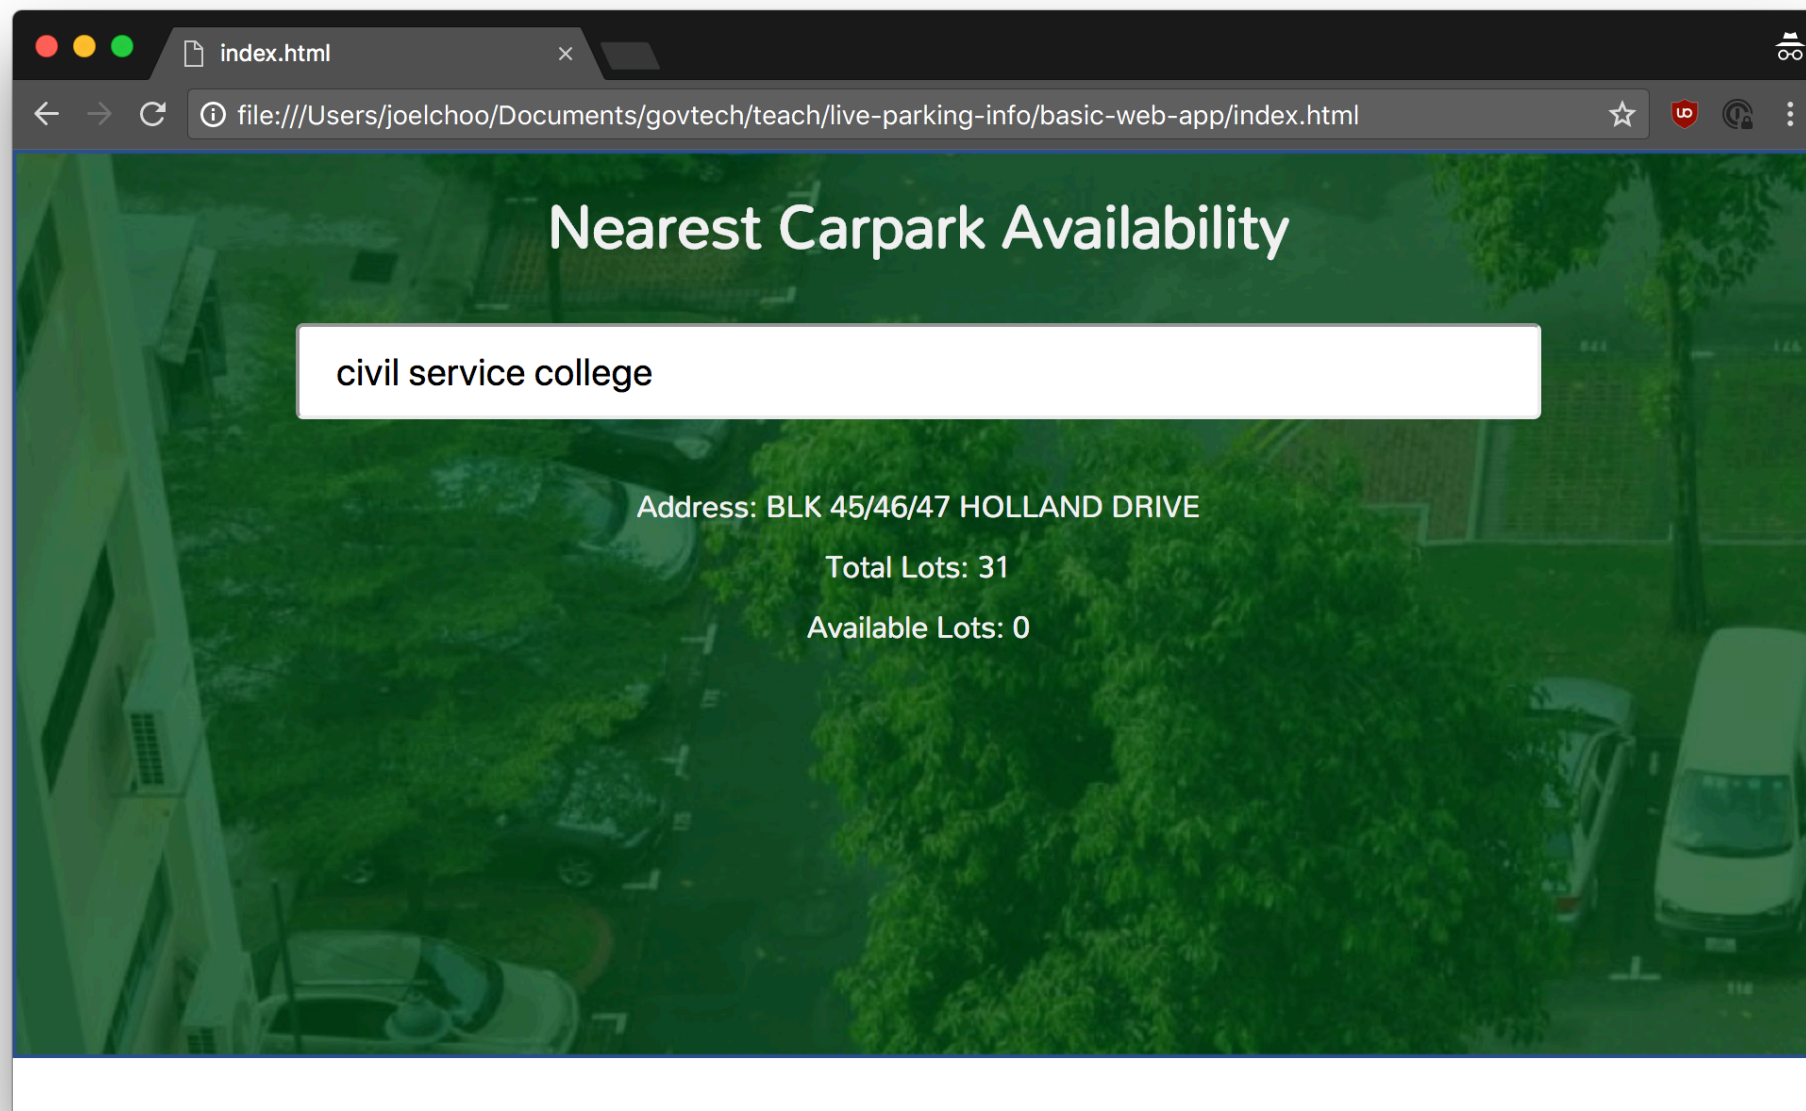 index.html
file:///Users/joelchoo/Documents/govtech/teach/live-parking-info/basic-web-app/index.html
Nearest Carpark Availability
civil service college
Address: BLK 45/46/47 HOLLAND DRIVE
Total Lots: 31
Available Lots: 0